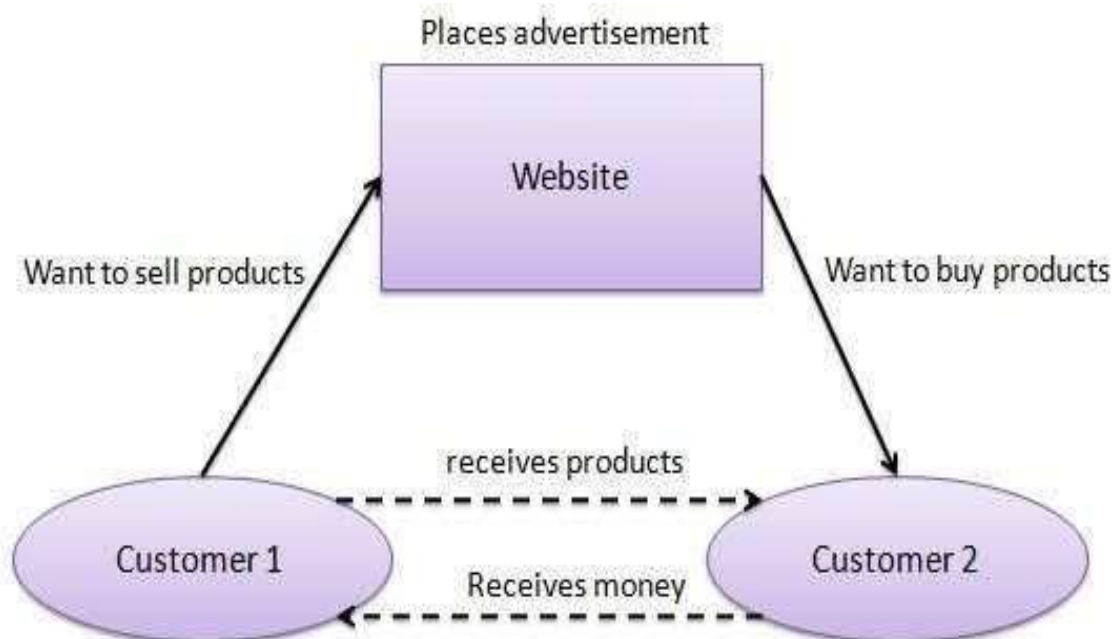 Places advertisement
Website
Want to sell products
Want to buy products
receives products
Customer 1
Customer 2
Receives money